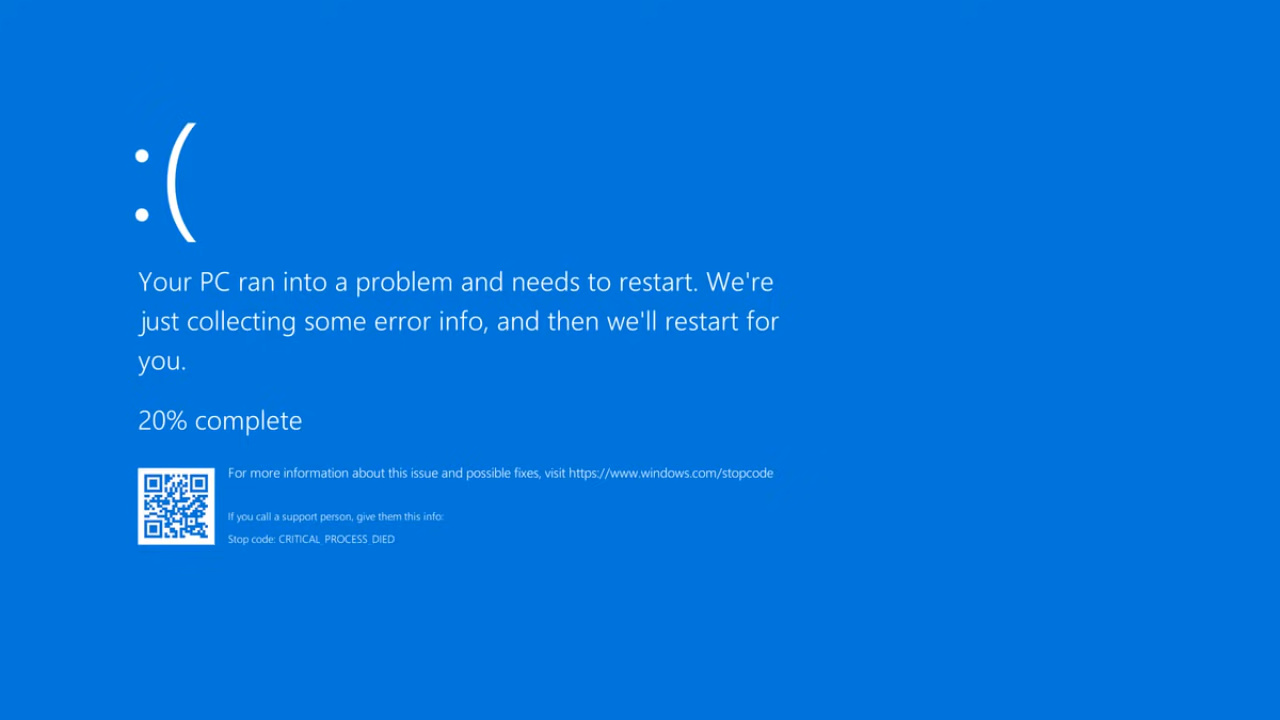 :(
Your PC ran into a problem and needs to restart. We're
just collecting some error info, and then we'll restart for
you.
20% complete
For more information about this issue and possible fixes, visit https://www.windows.com/stopcode
If you call a support person, give them this info:
Stop code: CRITICAL_PROCESS_DIED